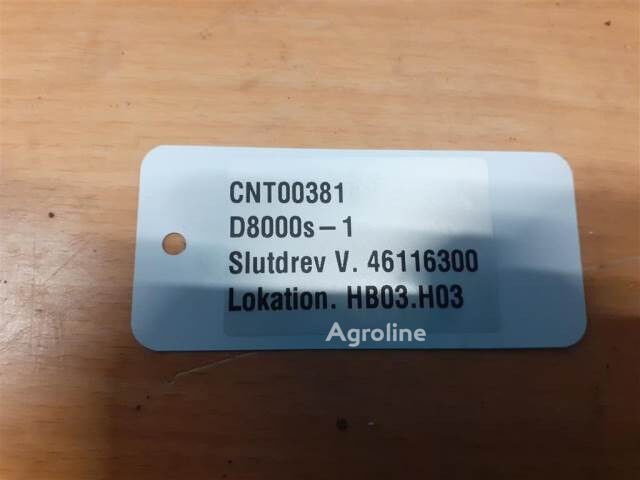 CNT00381
D8000s-1
Slutdrev V. 46116300
Lokation. HB03.H03
Agroline